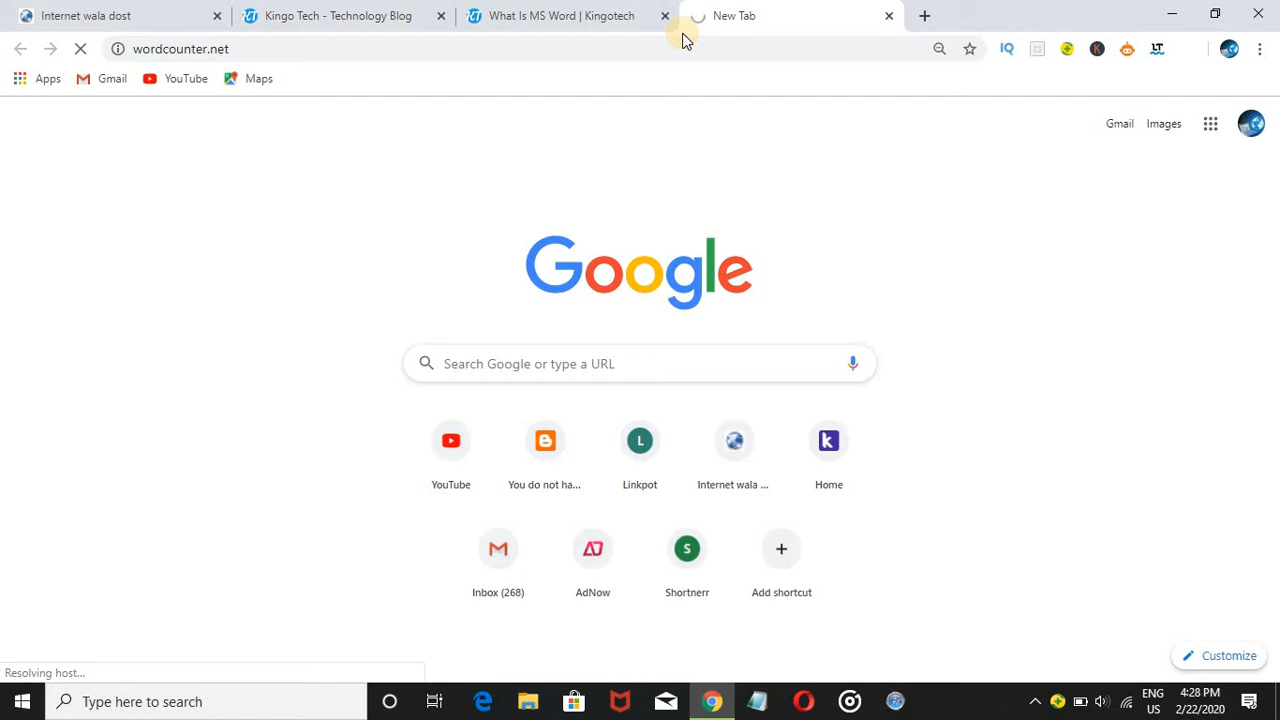 Internet wala dost
Kingo Tech - Technology Blog
What Is MS Word | Kingotech
New Tab
wordcounter.net
Apps
Gmail
YouTube
Maps
Gmail
Images
Google
Search Google or type a URL
YouTube
You do not ha...
Linkpot
Internet wala ...
Home
Inbox (268)
AdNow
Shortnerr
Add shortcut
Customize
Resolving host...
Type here to search
ENG
US
4:28 PM
2/22/2020